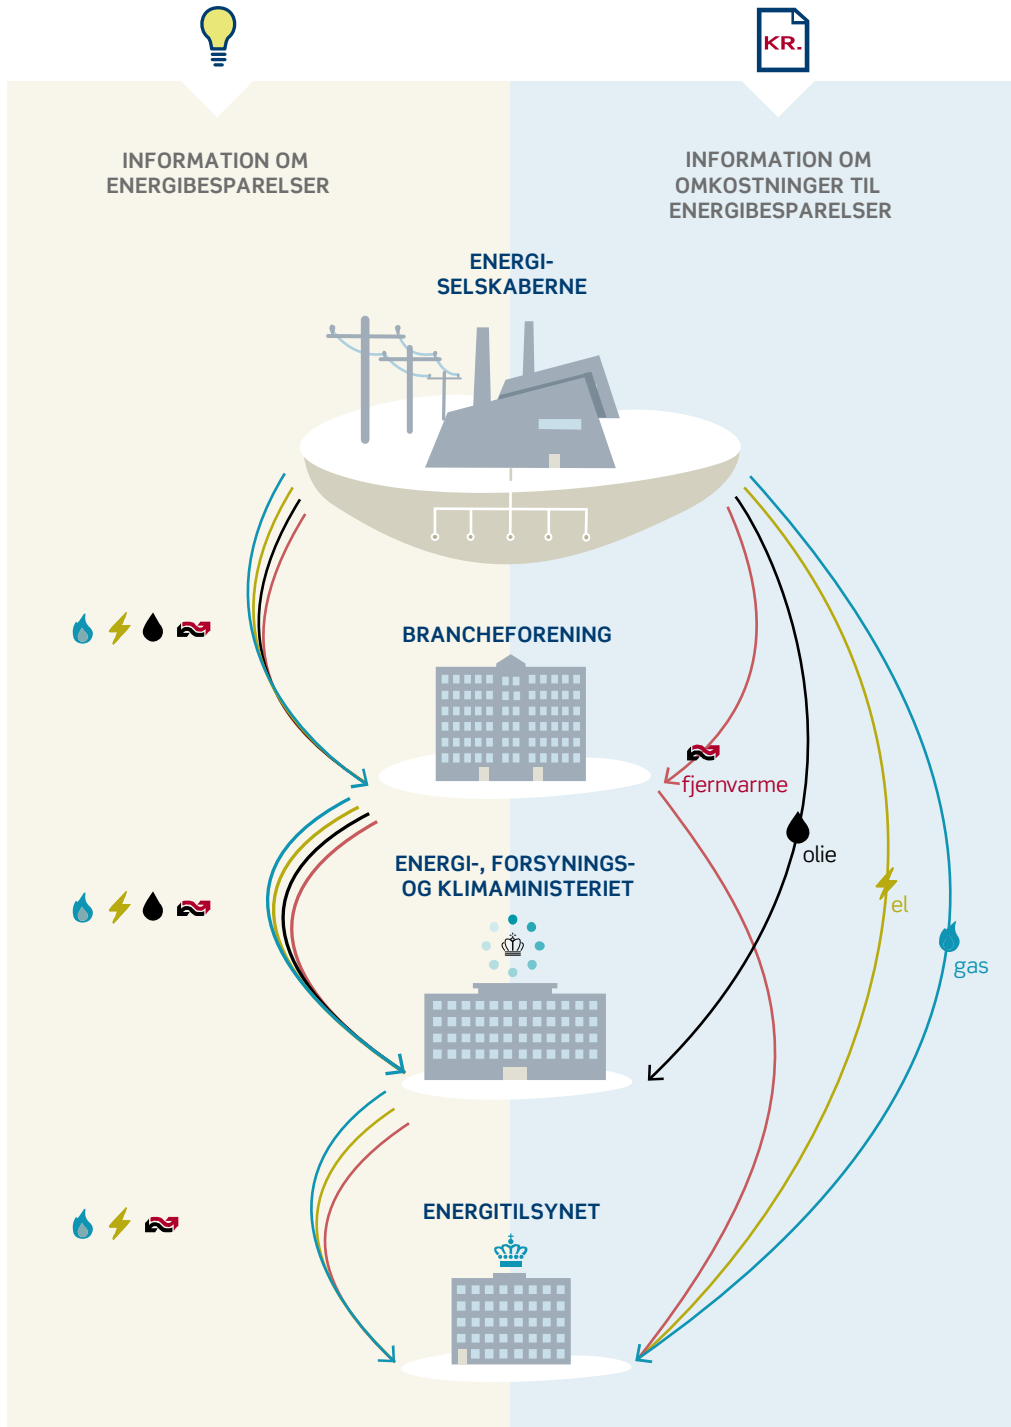 KR.
INFORMATION OM
ENERGIBESPARELSER
INFORMATION OM
OMKOSTNINGER TIL
ENERGIBESPARELSER
ENERGI-
SELSKABERNE
BRANCHEFORENING
fjernvarme
olie
ENERGI-, FORSYNINGS-
OG KLIMAMINISTERIET
el
gas
ENERGITILSYNET